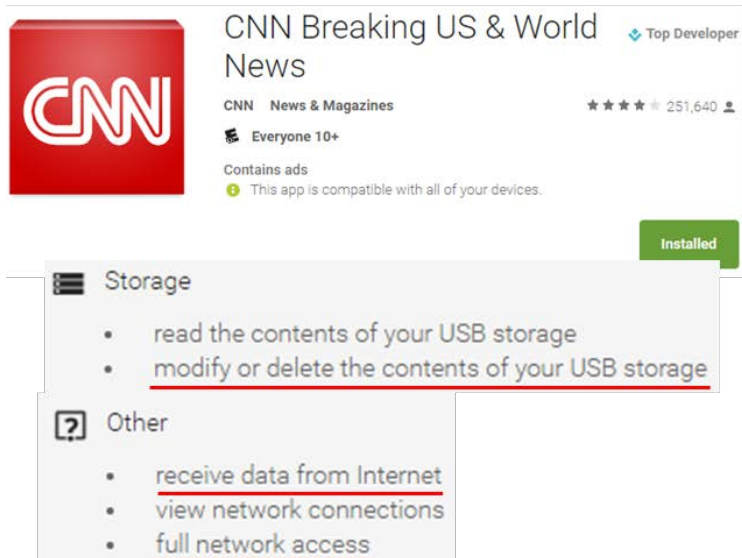 CNN
CNN Breaking US & World
News
Top Developer
CNN News & Magazines
251,640
E
Everyone 10+
Contains ads
This app is compatible with all of your devices.
Installed
Storage
read the contents of your USB storage
modify or delete the contents of your USB storage
Other
receive data from Internet
view network connections
full network access